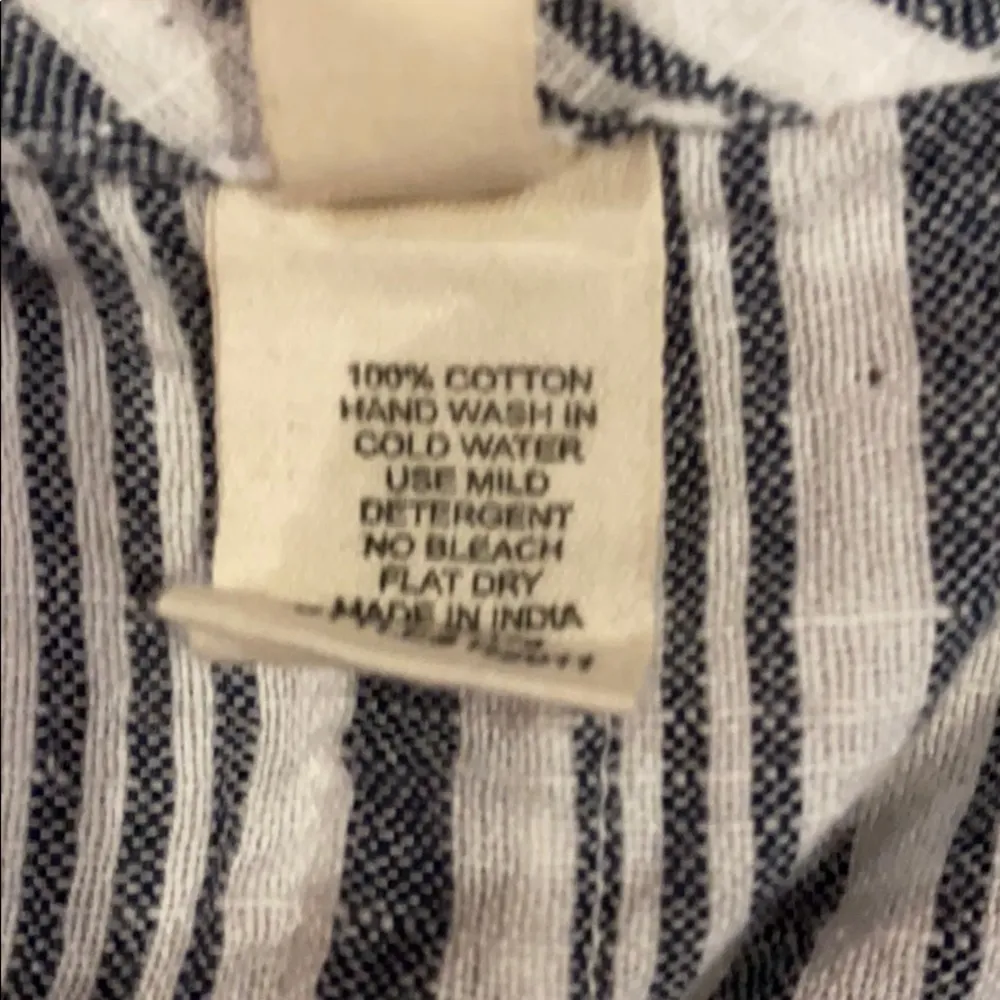 100% COTTON
HAND WASH IN
COLD WATER
USE MILD
DETERGENT
NO BLEACH
FLAT DRY
MADE IN INDIA